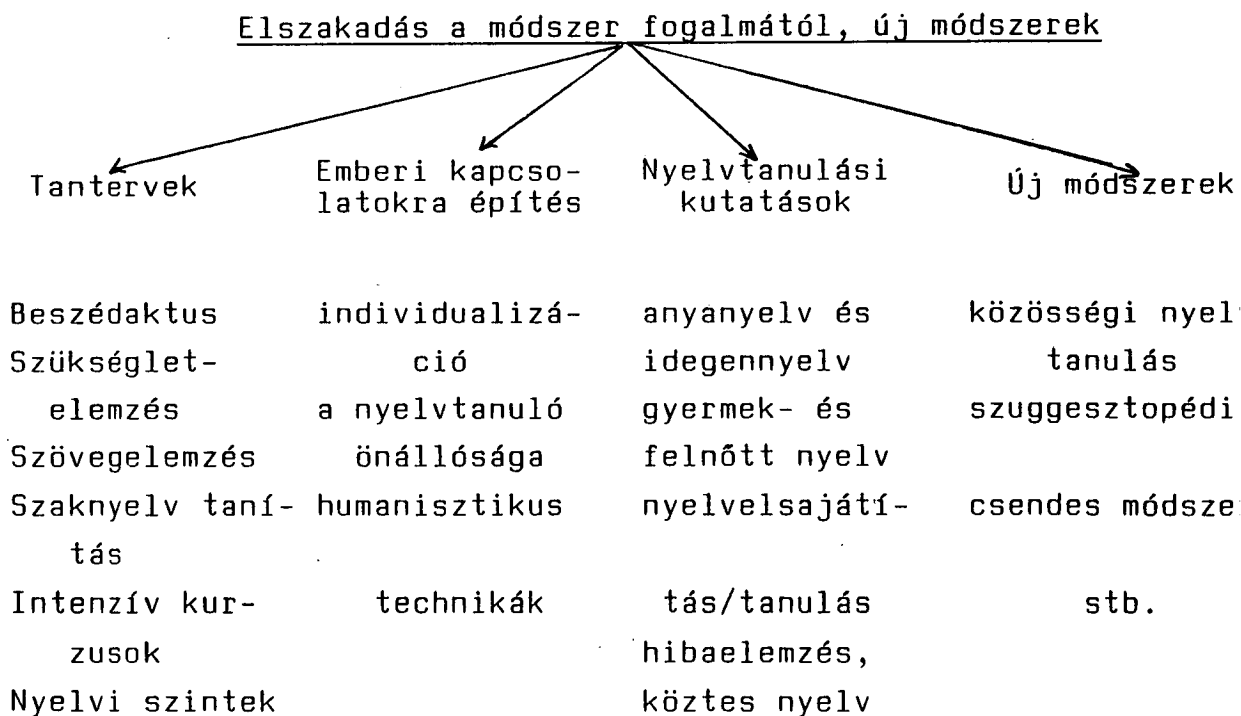 Elszakadás a módszer fogalmától, új módszerek
Tantervek
Beszédaktus
Szükséglet-
elemzés
Szövegelemzés
Szaknyelv taní-
tás
Intenzív kur-
zusok
Nyelvi szintek
Emberi kapcso-
latokra építés
individualizá-
ció
a nyelvtanuló
önállósága
humanisztikus
technikák
Nyelvtanulási
kutatások
anyanyelv és
idegennyelv
gyermek- és
felnőtt nyelv
nyelvelsajátí-
tás/tanulás
hibaelemzés,
köztes nyelv
Új módszerek
közösségi nyel
tanulás
szuggesztopédi
csendes módsze
stb.